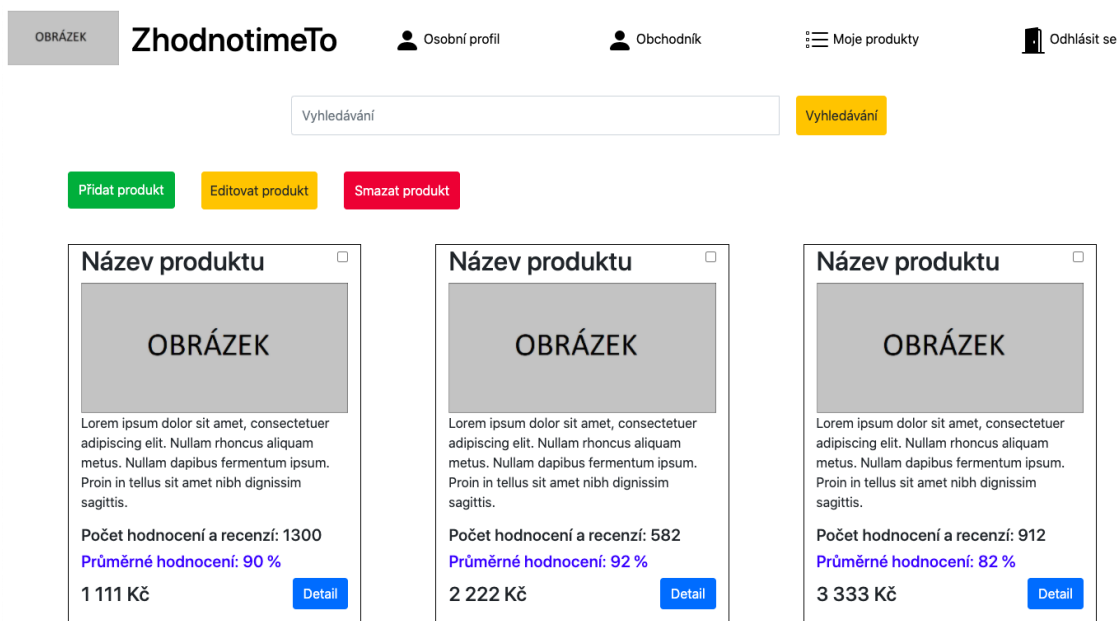 OBRÁZEK ZhodnotimeTo Osobní profil Obchodník Moje produkty Odhlásit se
Vyhledávání Vyhledávání
Přidat produkt Editovat produkt Smazat produkt
Název produktu
OBRÁZEK
Lorem ipsum dolor sit amet, consectetuer
adipiscing elit. Nullam rhoncus aliquam
metus. Nullam dapibus fermentum ipsum.
Proin in tellus sit amet nibh dignissim
sagittis.
Počet hodnocení a recenzí: 1300
Průměrné hodnocení: 90 %
1 111 Kč Detail
Název produktu
OBRÁZEK
Lorem ipsum dolor sit amet, consectetuer
adipiscing elit. Nullam rhoncus aliquam
metus. Nullam dapibus fermentum ipsum.
Proin in tellus sit amet nibh dignissim
sagittis.
Počet hodnocení a recenzí: 582
Průměrné hodnocení: 92 %
2 222 Kč Detail
Název produktu
OBRÁZEK
Lorem ipsum dolor sit amet, consectetuer
adipiscing elit. Nullam rhoncus aliquam
metus. Nullam dapibus fermentum ipsum.
Proin in tellus sit amet nibh dignissim
sagittis.
Počet hodnocení a recenzí: 912
Průměrné hodnocení: 82 %
3 333 Kč Detail